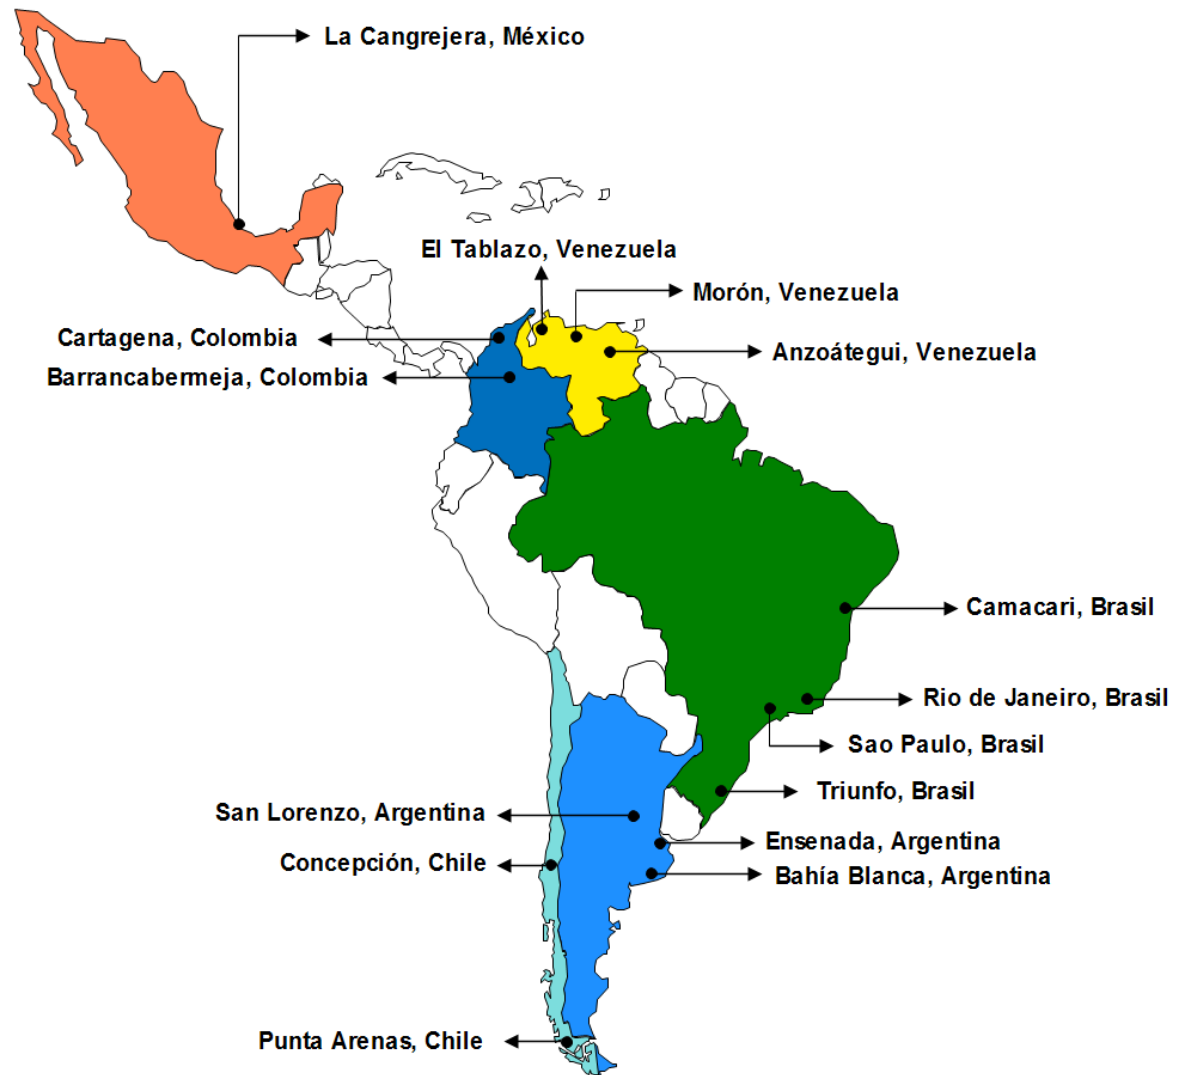 La Cangrejera, México
El Tablazo, Venezuela
Morón, Venezuela
Cartagena, Colombia
Anzoátegui, Venezuela
Barrancabermeja, Colombia
Camacari, Brasil
Rio de Janeiro, Brasil
Sao Paulo, Brasil
Triunfo, Brasil
San Lorenzo, Argentina
Ensenada, Argentina
Concepción, Chile
Bahía Blanca, Argentina
Punta Arenas, Chile